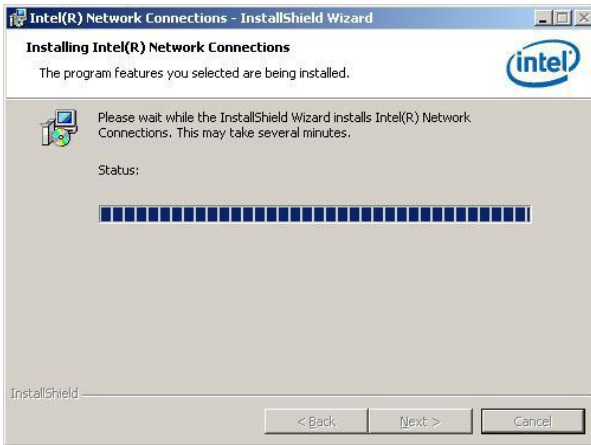 Intel(R) Network Connections - InstallShield Wizard
Installing Intel(R) Network Connections
The program features you selected are being installed.
intel
Please wait while the InstallShield Wizard installs Intel(R) Network
Connections. This may take several minutes.
Status:
InstallShield
< Back
Next >
Cancel